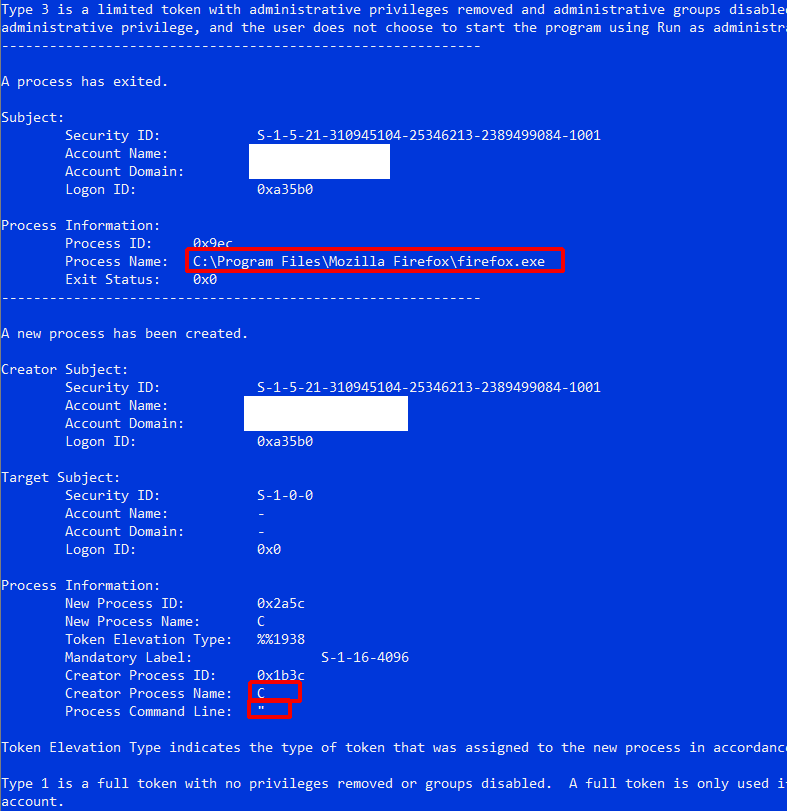 Type 3 is a limited token with administrative privileges removed and administrative groups disable
administrative privilege, and the user does not choose to start the program using Run as administra
------------------------------------------------------------
A process has exited.
Subject:
Security ID: S-1-5-21-310945104-25346213-2389499084-1001
Account Name:
Account Domain:
Logon ID: 0xa35b0
Process Information:
Process ID: 0x9ec
Process Name: C:\Program Files\Mozilla Firefox\firefox.exe
Exit Status: 0x0
------------------------------------------------------------
A new process has been created.
Creator Subject:
Security ID: S-1-5-21-310945104-25346213-2389499084-1001
Account Name:
Account Domain:
Logon ID: 0xa35b0
Target Subject:
Security ID: S-1-0-0
Account Name: -
Account Domain: -
Logon ID: 0x0
Process Information:
New Process ID: 0x2a5c
New Process Name: C
Token Elevation Type: %%1938
Mandatory Label: S-1-16-4096
Creator Process ID: 0x1b3c
Creator Process Name: C
Process Command Line: "
Token Elevation Type indicates the type of token that was assigned to the new process in accordanc
Type 1 is a full token with no privileges removed or groups disabled.  A full token is only used i
account.